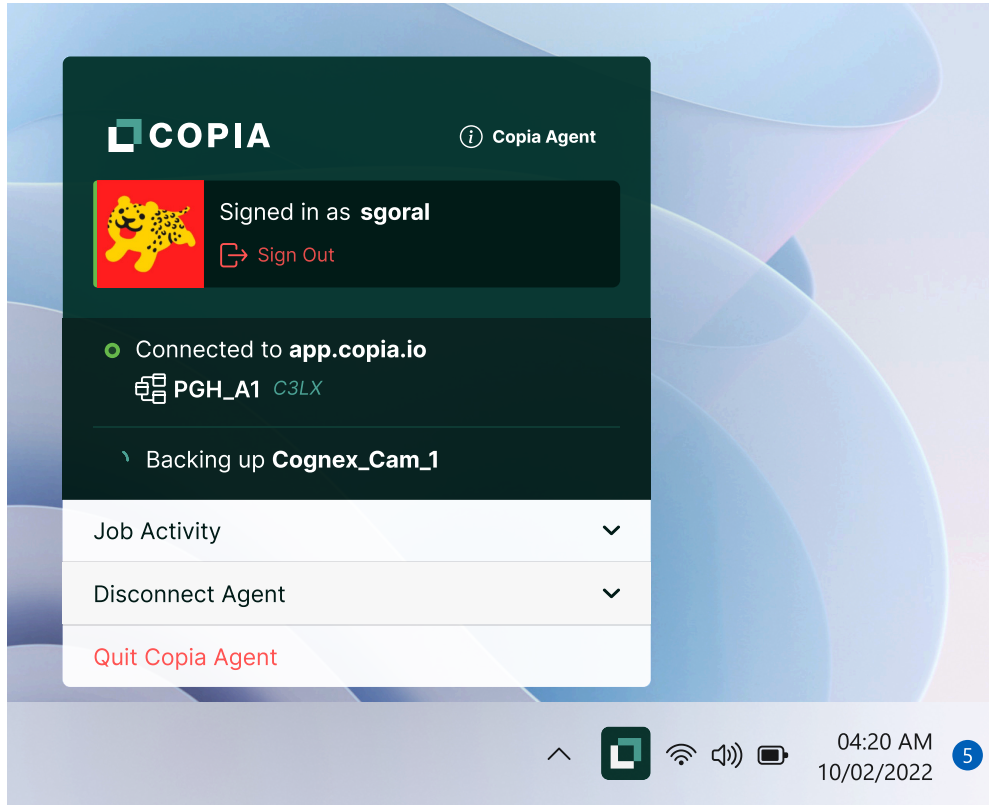 COPIA
Copia Agent
Signed in as sgoral
Sign Out
Connected to app.copia.io
PGH_A1 C3LX
Backing up Cognex_Cam_1
Job Activity
Disconnect Agent
Quit Copia Agent
04:20 AM
10/02/2022
5